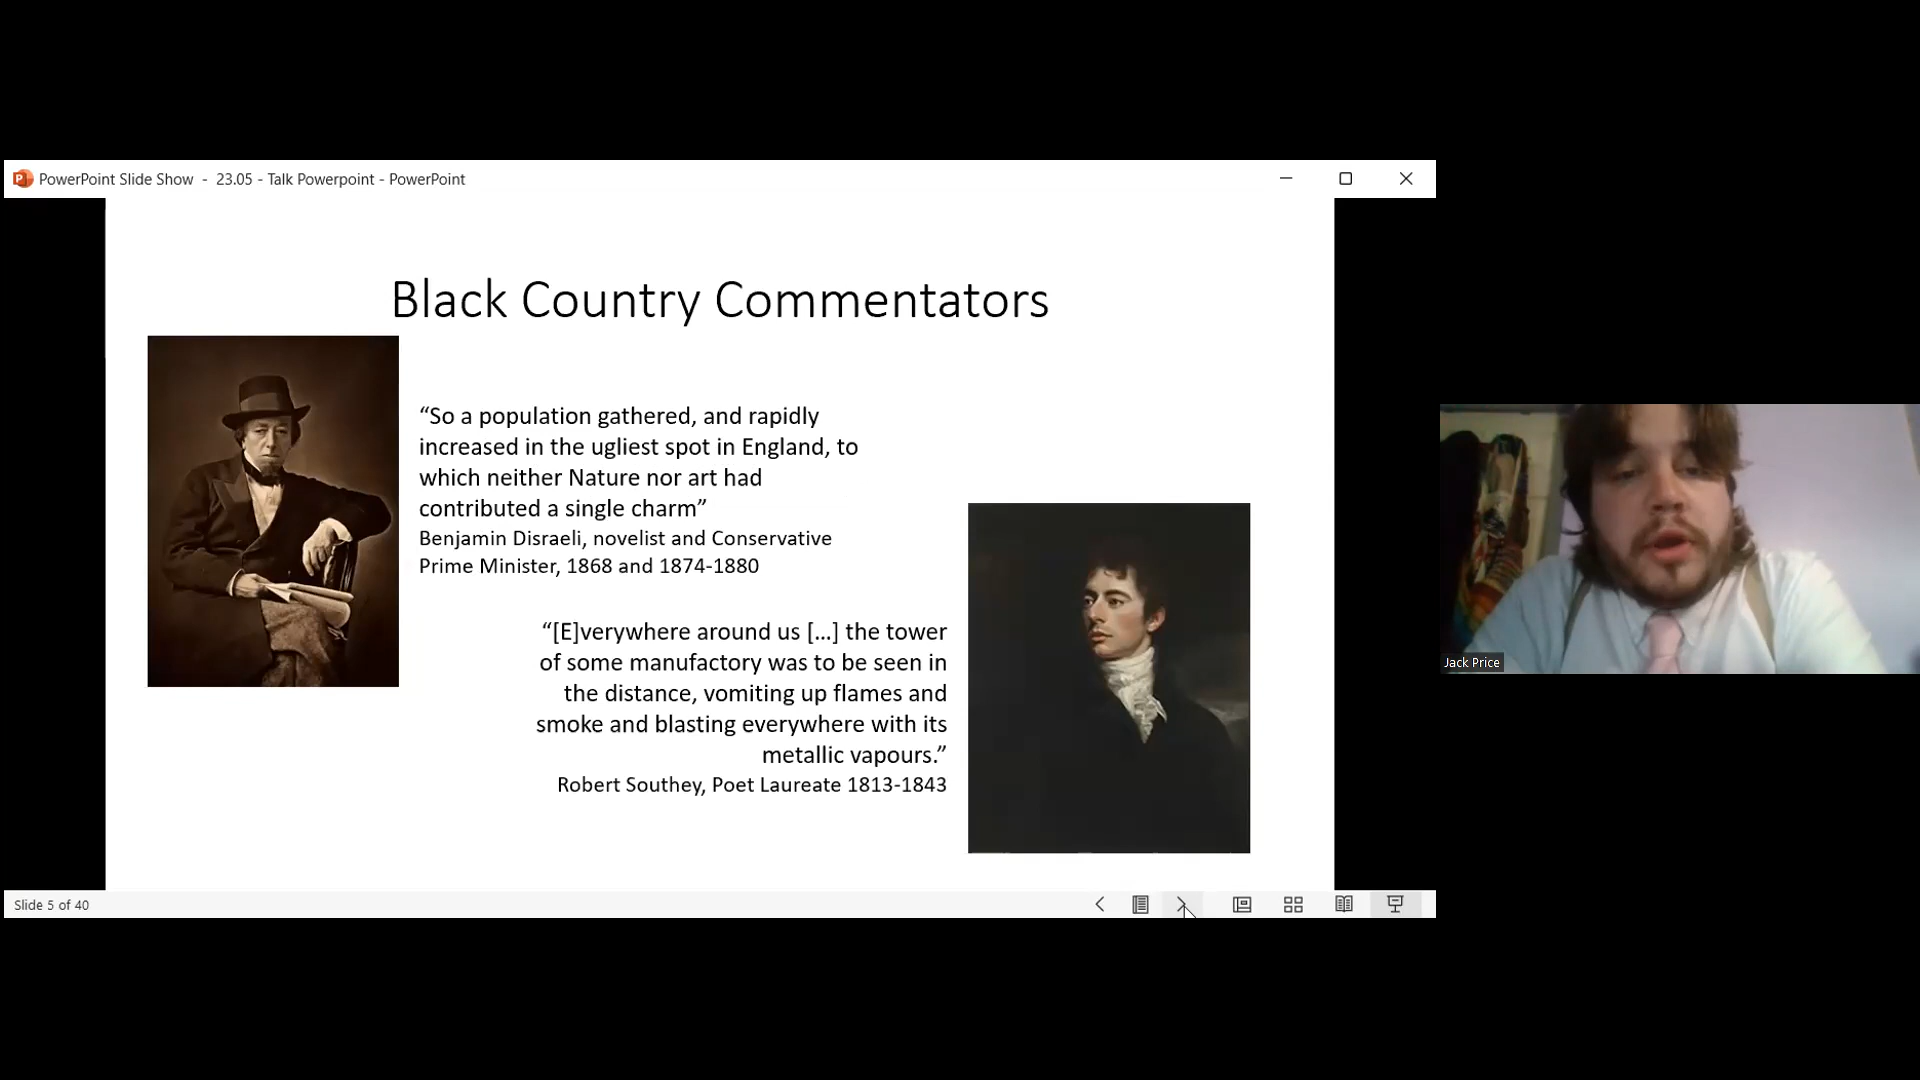 PowerPoint Slide Show - 23.05 - Talk Powerpoint - PowerPoint
Black Country Commentators
“So a population gathered, and rapidly
increased in the ugliest spot in England, to
which neither Nature nor art had
contributed a single charm”
Benjamin Disraeli, novelist and Conservative
Prime Minister, 1868 and 1874-1880
“[E]verywhere around us [...] the tower
of some manufactory was to be seen in
the distance, vomiting up flames and
smoke and blasting everywhere with its
metallic vapours.”
Robert Southey, Poet Laureate 1813-1843
Jack Price
Slide 5 of 40